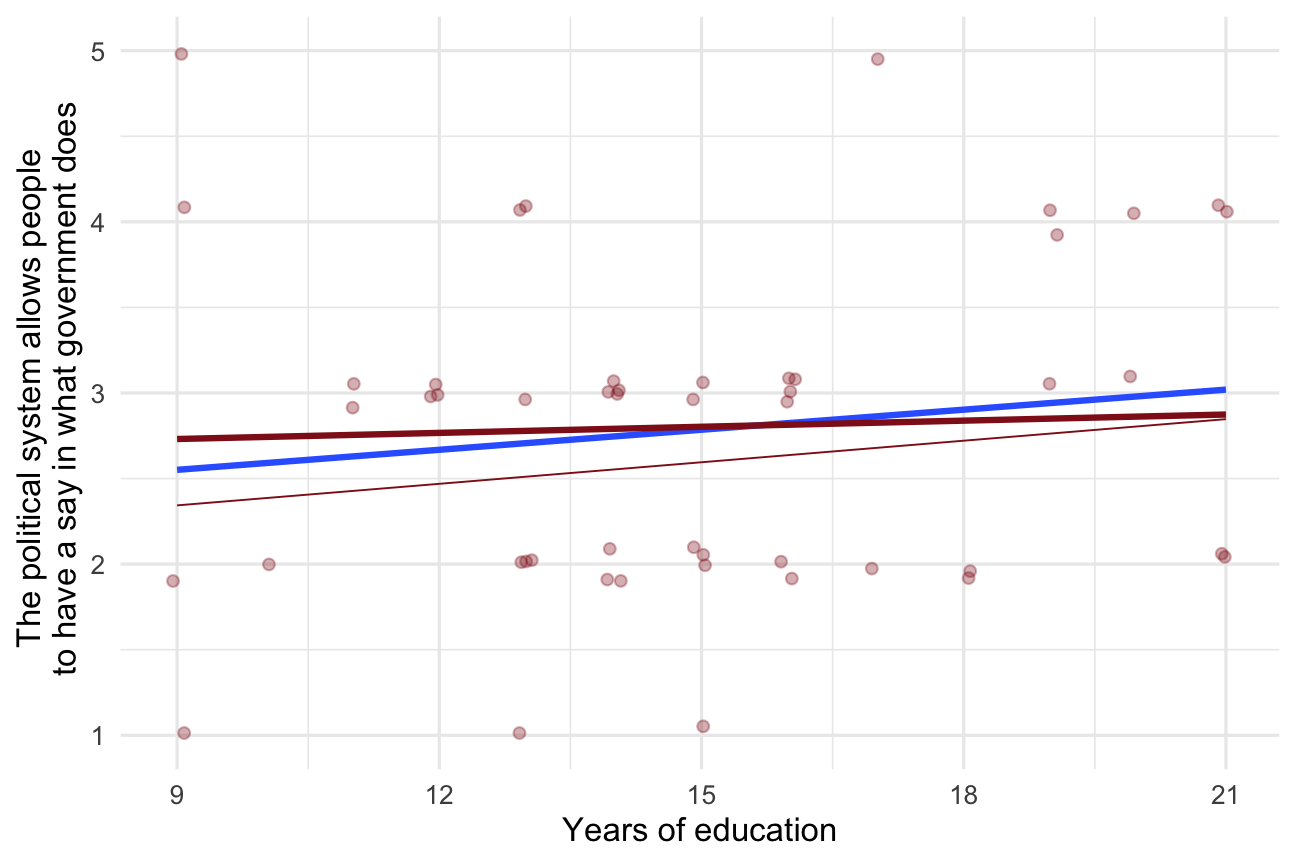 The political system allows people
to have a say in what government does
5
4
3
2
1
9 12 15 18 21
Years of education